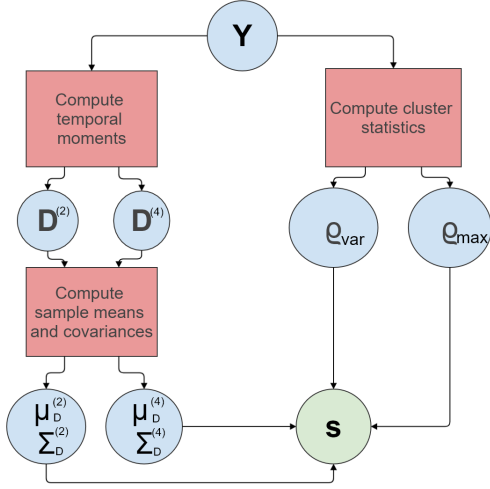 Y
Compute
temporal
moments
Compute cluster
statistics
D(2)
D(4)
ϱvar
ϱmax
Compute
sample means
and covariances
μD(2)
ΣD(2)
μD(4)
ΣD(4)
s